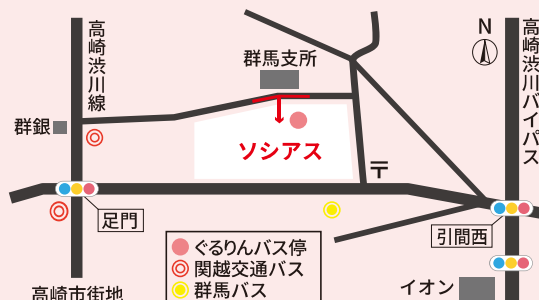 高崎渋川線
群馬支所
N
高崎渋川バイパス
群銀
ソシアス
〒
足門
引間西
ぐるりんバス停
関越交通バス
群馬バス
イオン
高崎市街地